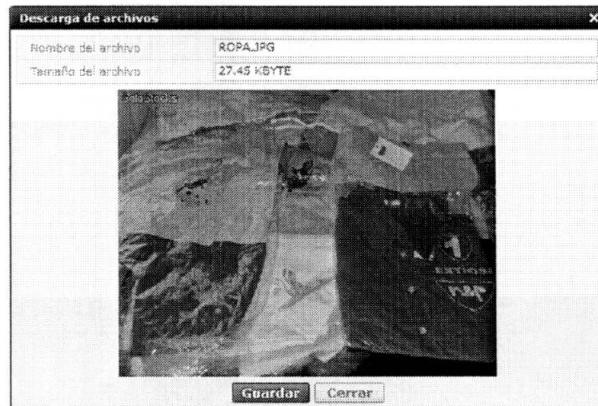 Descarga de archivos
Nombre del archivo ROPA.JPG
Tamaño del archivo 27.45 KBYTE
Guardar Cerrar